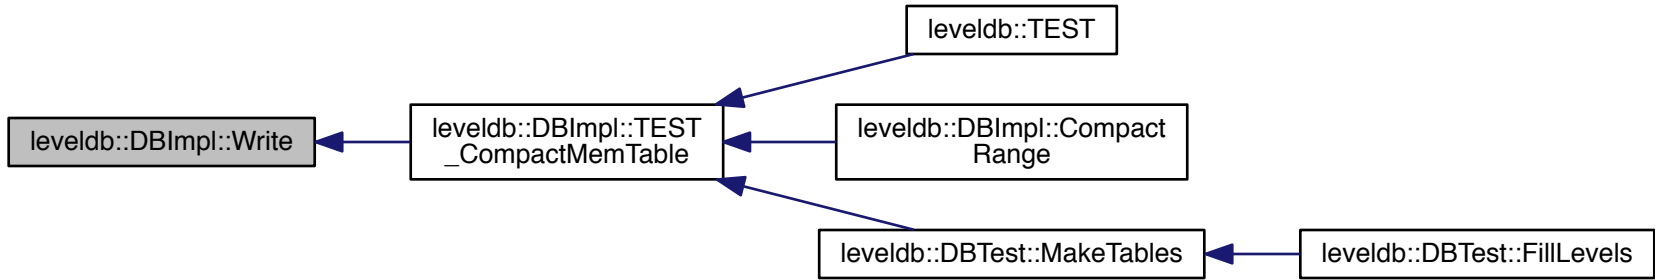 leveldb::TEST
leveldb::DBImpl::Write
leveldb::DBImpl::TEST
_CompactMemTable
leveldb::DBImpl::Compact
Range
leveldb::DBTest::MakeTables
leveldb::DBTest::FillLevels